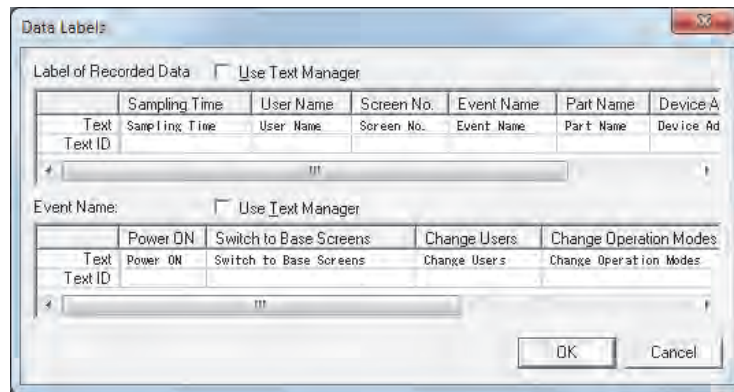 Data Labels
Label of Recorded Data Use Text Manager
Sampling Time User Name Screen No. Event Name Part Name Device A
Text Sampling Time User Name Screen No. Event Name Part Name Device Ad
Text ID
Event Name: Use Text Manager
Power ON Switch to Base Screens Change Users Change Operation Modes
Text Power ON Switch to Base Screens Change Users Change Operation Modes
Text ID
OK Cancel